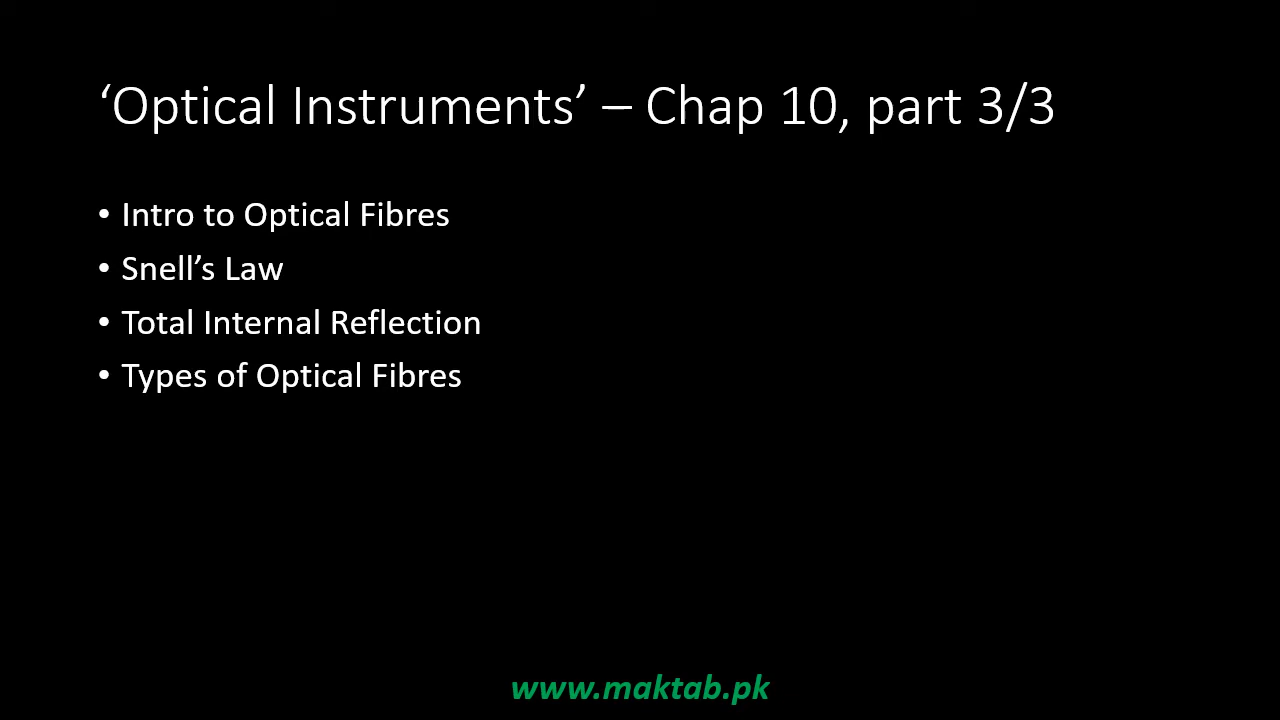 ‘Optical Instruments’ – Chap 10, part 3/3
• Intro to Optical Fibres
• Snell’s Law
• Total Internal Reflection
• Types of Optical Fibres
www.maktab.pk